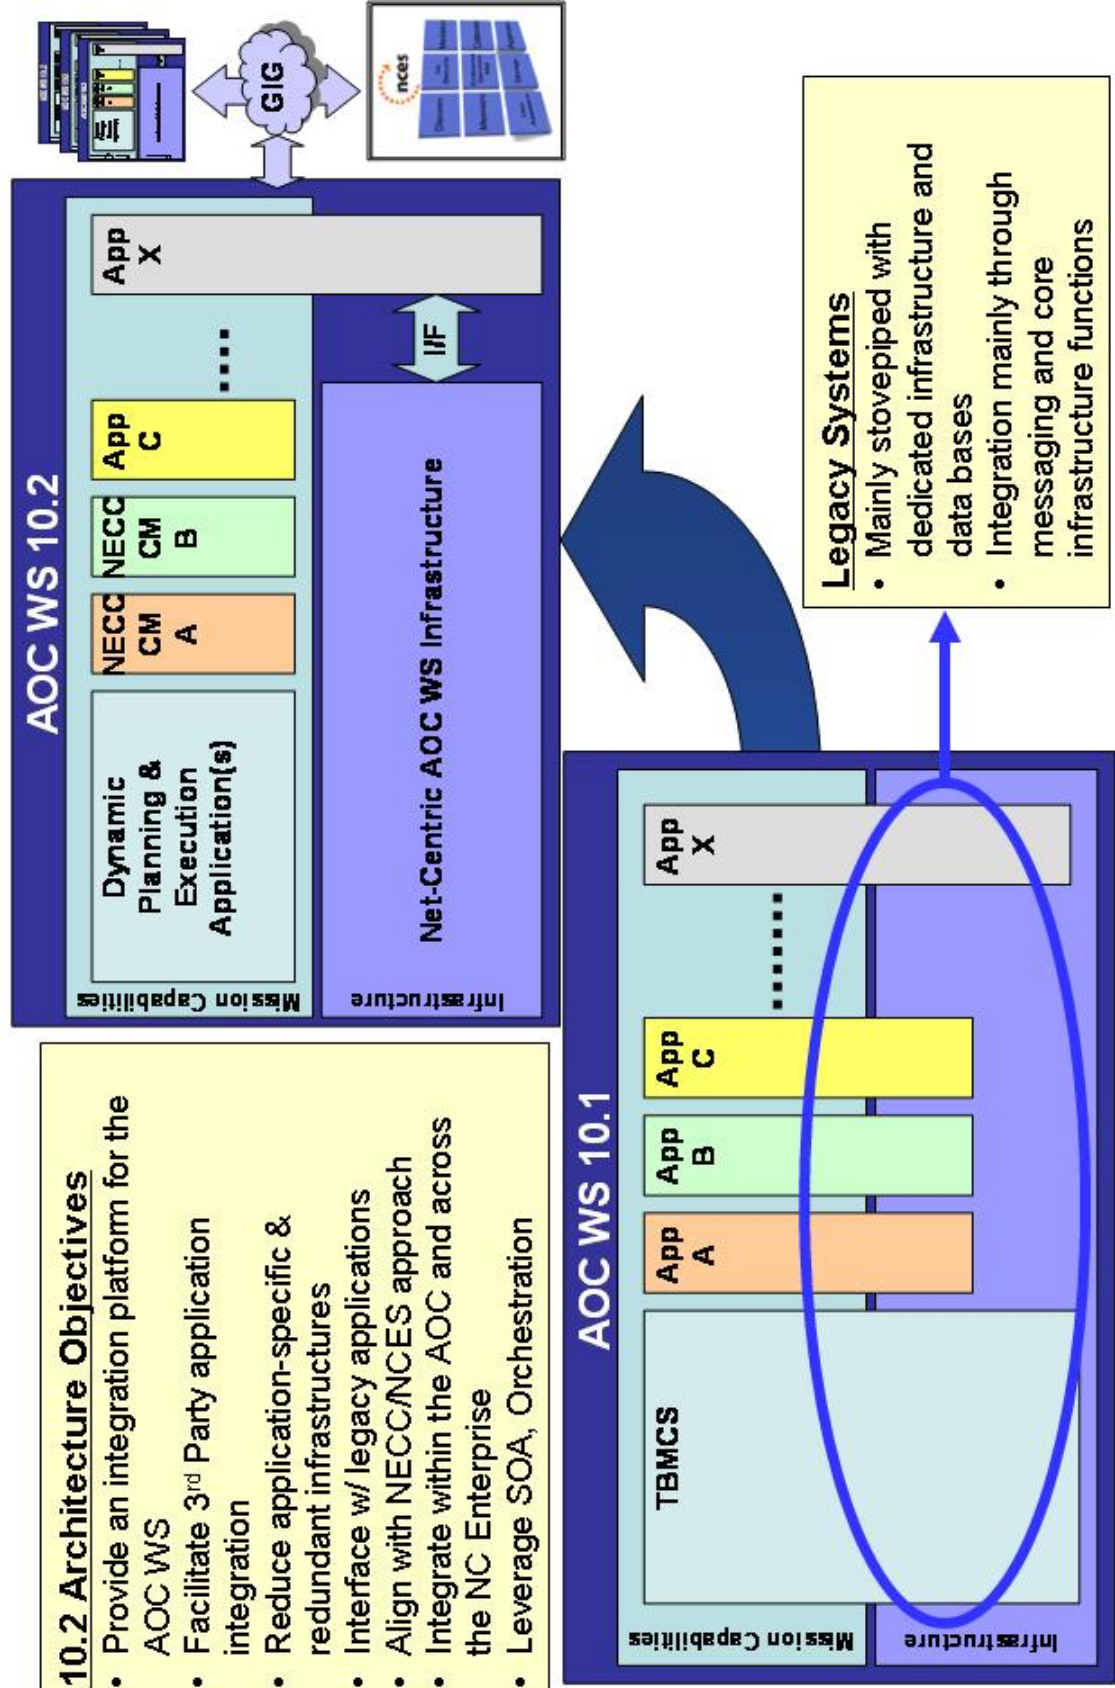 10.2 Architecture Objectives
• Provide an integration platform for the
AOC WS
• Facilitate 3rd Party application
integration
• Reduce application-specific &
redundant infrastructures
• Interface w/ legacy applications
• Align with NECC/NCES approach
• Integrate within the AOC and across
the NC Enterprise
• Leverage SOA, Orchestration
AOC WS 10.2
Mission Capabilities
Dynamic
Planning &
Execution
Application(s)
NECC
CM
A
NECC
CM
B
App
C
.....
App
X
Infrastructure
Net-Centric AOC WS Infrastructure
I/F
GIG
nces
AOC WS 10.1
Mission Capabilities
TBMCS
App
A
App
B
App
C
.......
App
X
Infrastructure
Legacy Systems
• Mainly stovepiped with
dedicated infrastructure and
data bases
• Integration mainly through
messaging and core
infrastructure functions